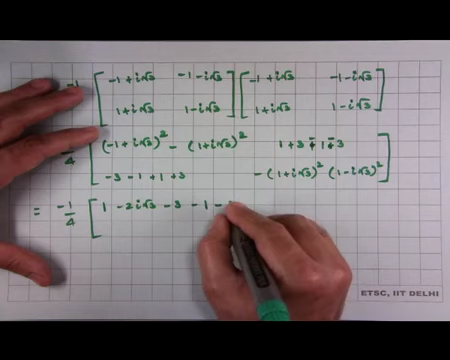 -1 [ -1+i√3   -1-i√3 ] [ -1+i√3   -1-i√3 ]
1+i√3   1-i√3   1+i√3   1-i√3
4 [ (-1+i√3)² - (1+i√3)²   1+3 1 3 ]
-3 -1 +1 +3   -(1+i√3)² (1-i√3)²
= -1/4 [ 1 -2i√3 -3 -1 -
ETSC, IIT DELHI